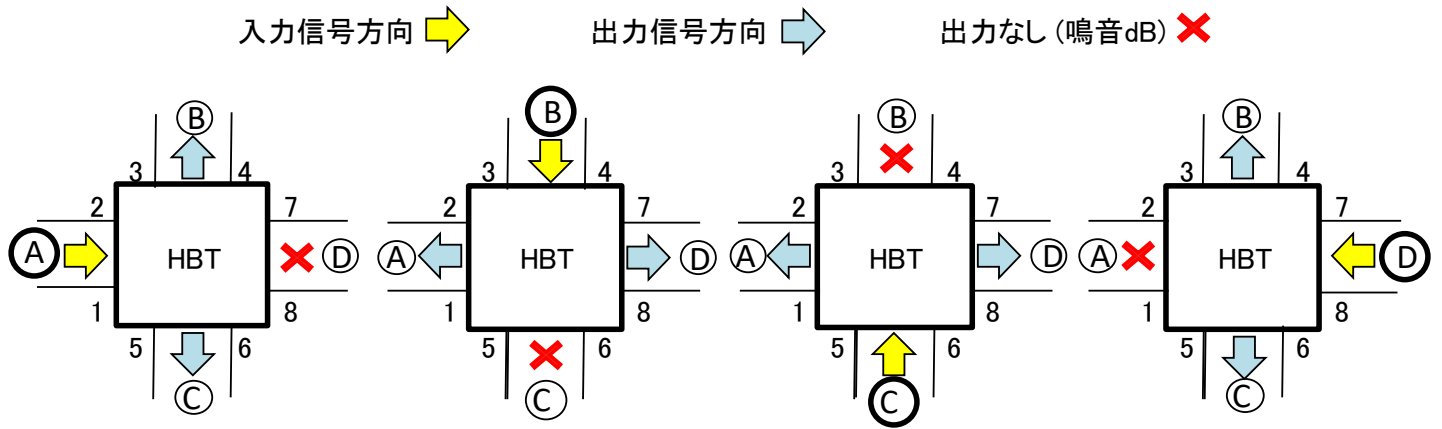 入力信号方向 出力信号方向 出力なし(鳴音dB)
B B B B
3 4 3 4 3 4 3 4
2 7 2 7 2 7 2 7
A HBT D A HBT D A HBT D A HBT D
1 8 1 8 1 8 1 8
5 6 5 6 5 6 5 6
C C C C